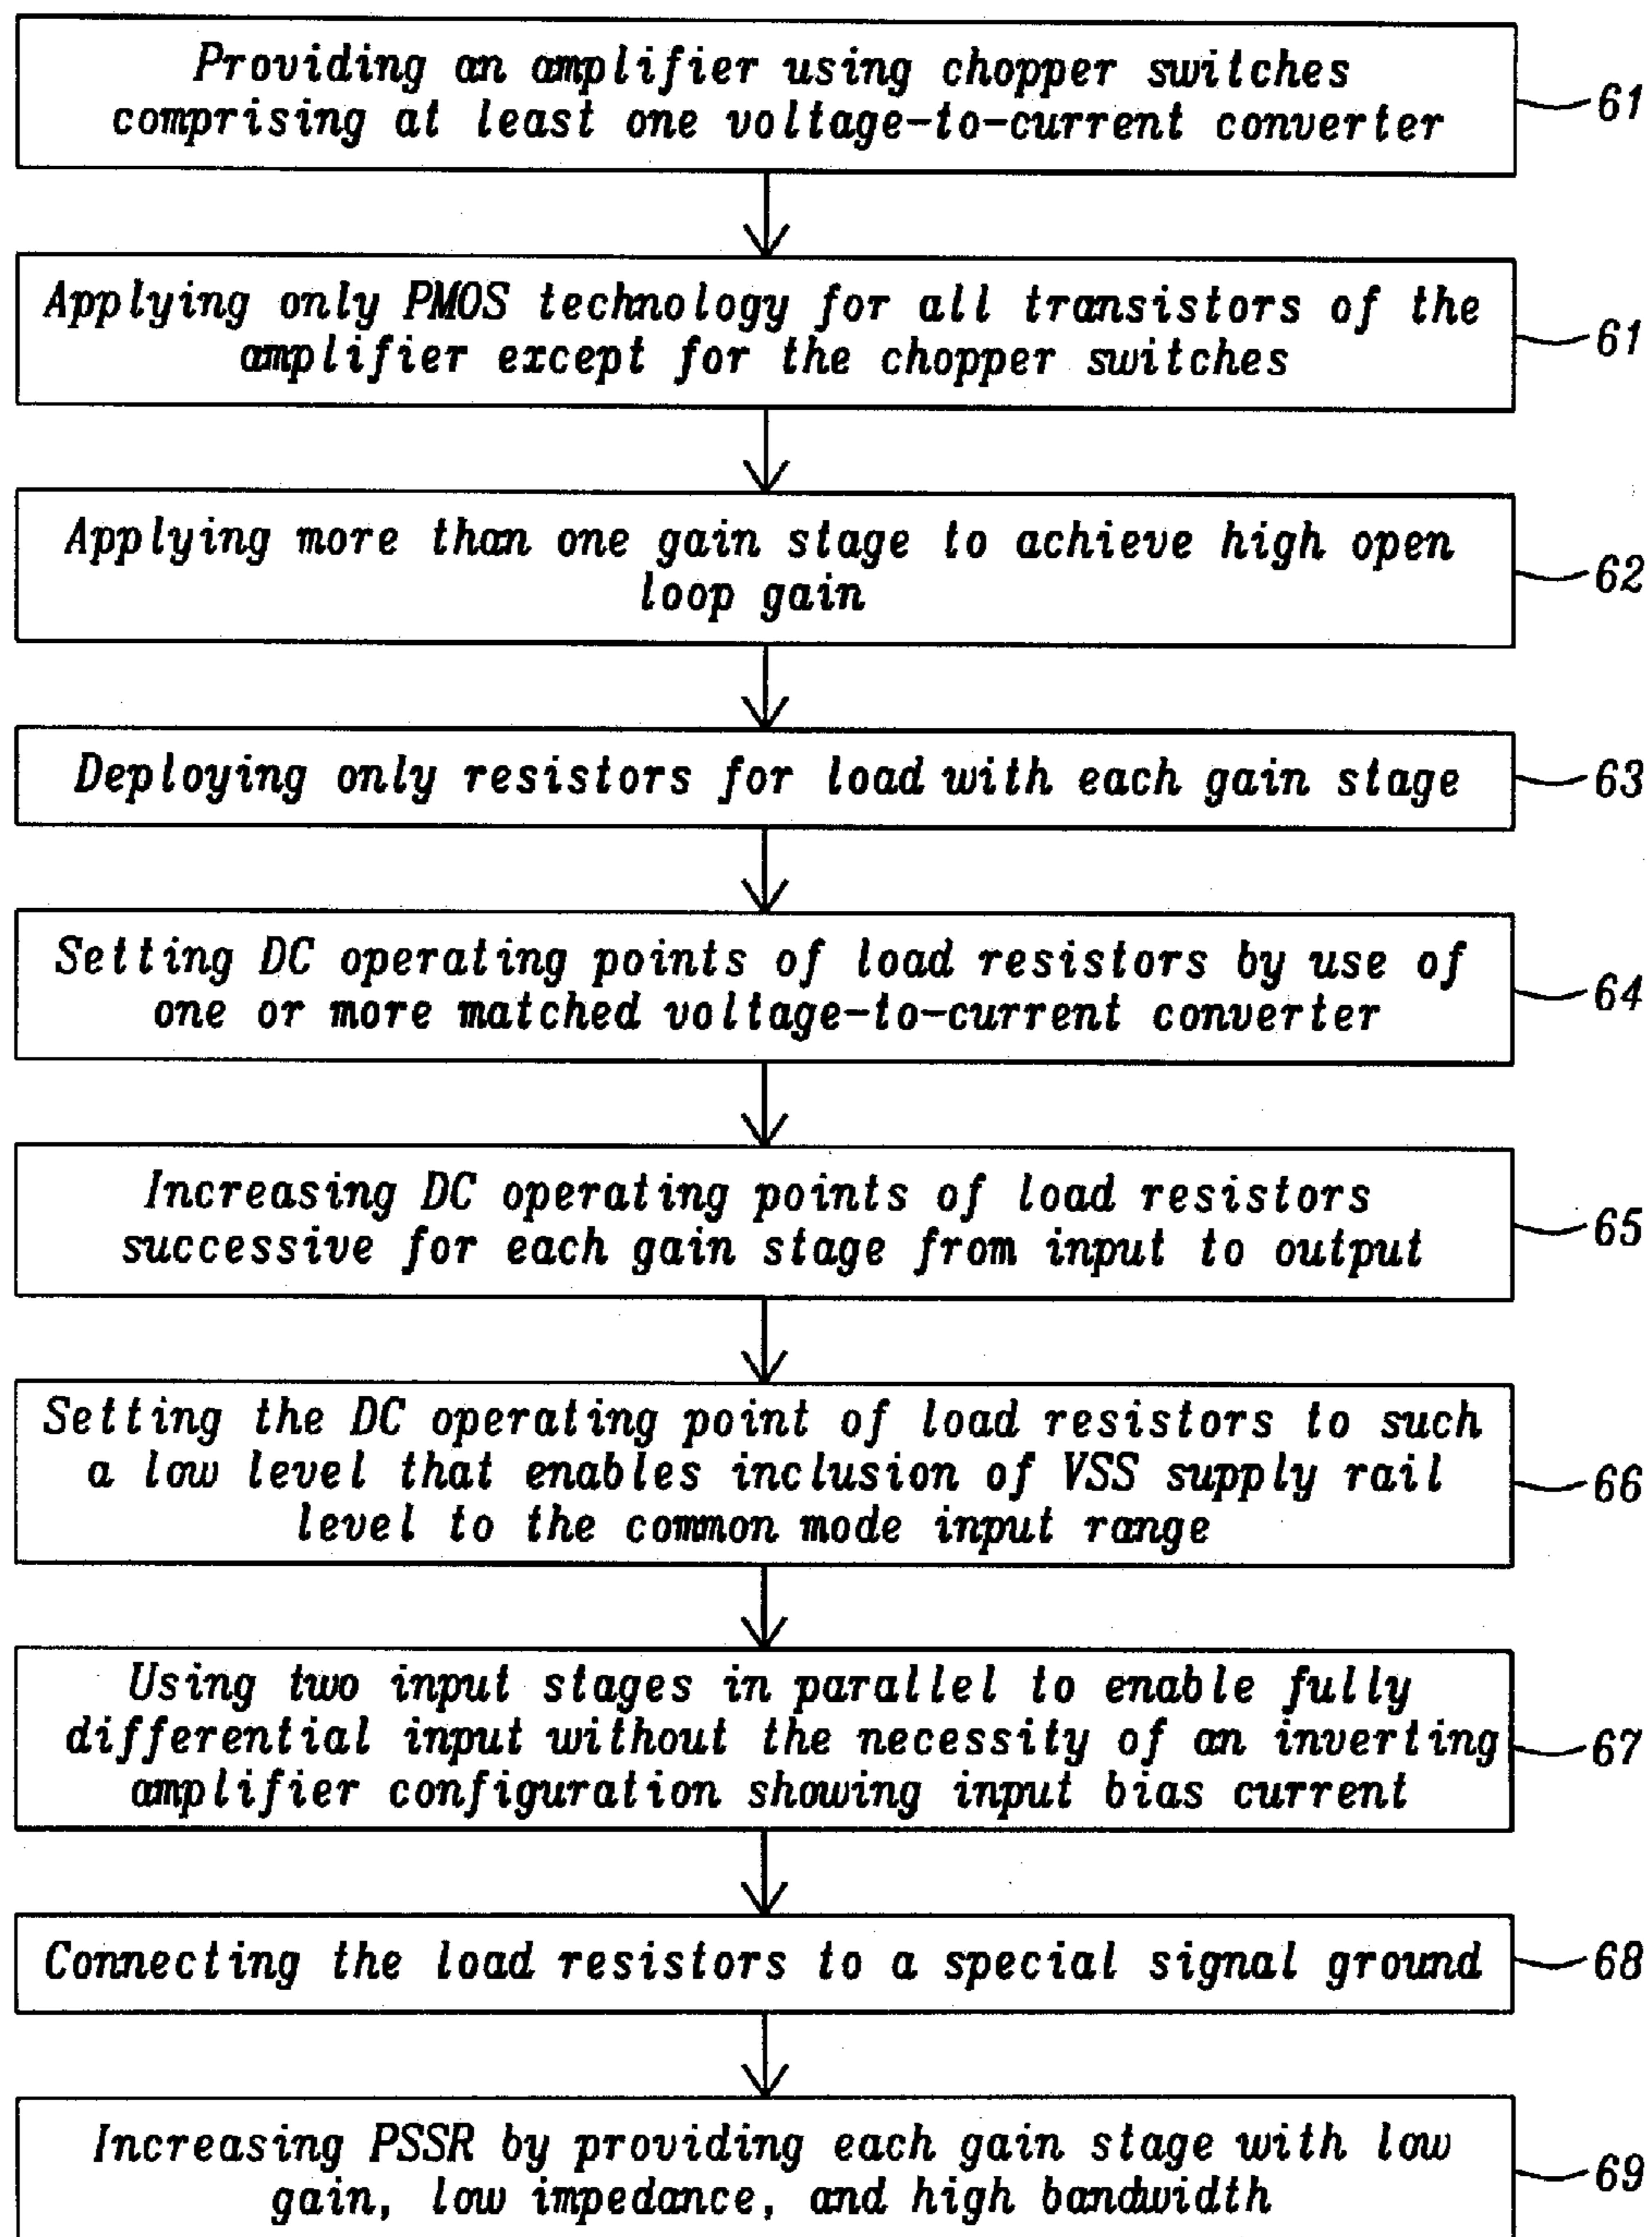 Providing an amplifier using chopper switches
comprising at least one voltage-to-current converter
61
Applying only PMOS technology for all transistors of the
amplifier except for the chopper switches
61
Applying more than one gain stage to achieve high open
loop gain
62
Deploying only resistors for load with each gain stage
63
Setting DC operating points of load resistors by use of
one or more matched voltage-to-current converter
64
Increasing DC operating points of load resistors
successive for each gain stage from input to output
65
Setting the DC operating point of load resistors to such
a low level that enables inclusion of VSS supply rail
level to the common mode input range
66
Using two input stages in parallel to enable fully
differential input without the necessity of an inverting
amplifier configuration showing input bias current
67
Connecting the load resistors to a special signal ground
68
Increasing PSSR by providing each gain stage with low
gain, low impedance, and high bandwidth
69